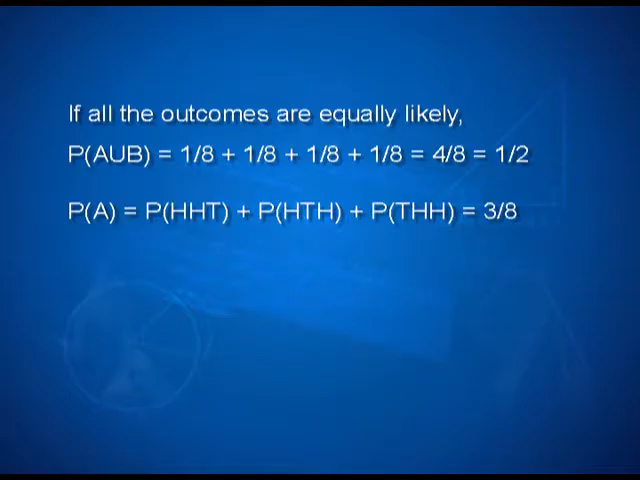 If all the outcomes are equally likely,
P(AUB) = 1/8 + 1/8 + 1/8 + 1/8 = 4/8 = 1/2
P(A) = P(HHT) + P(HTH) + P(THH) = 3/8